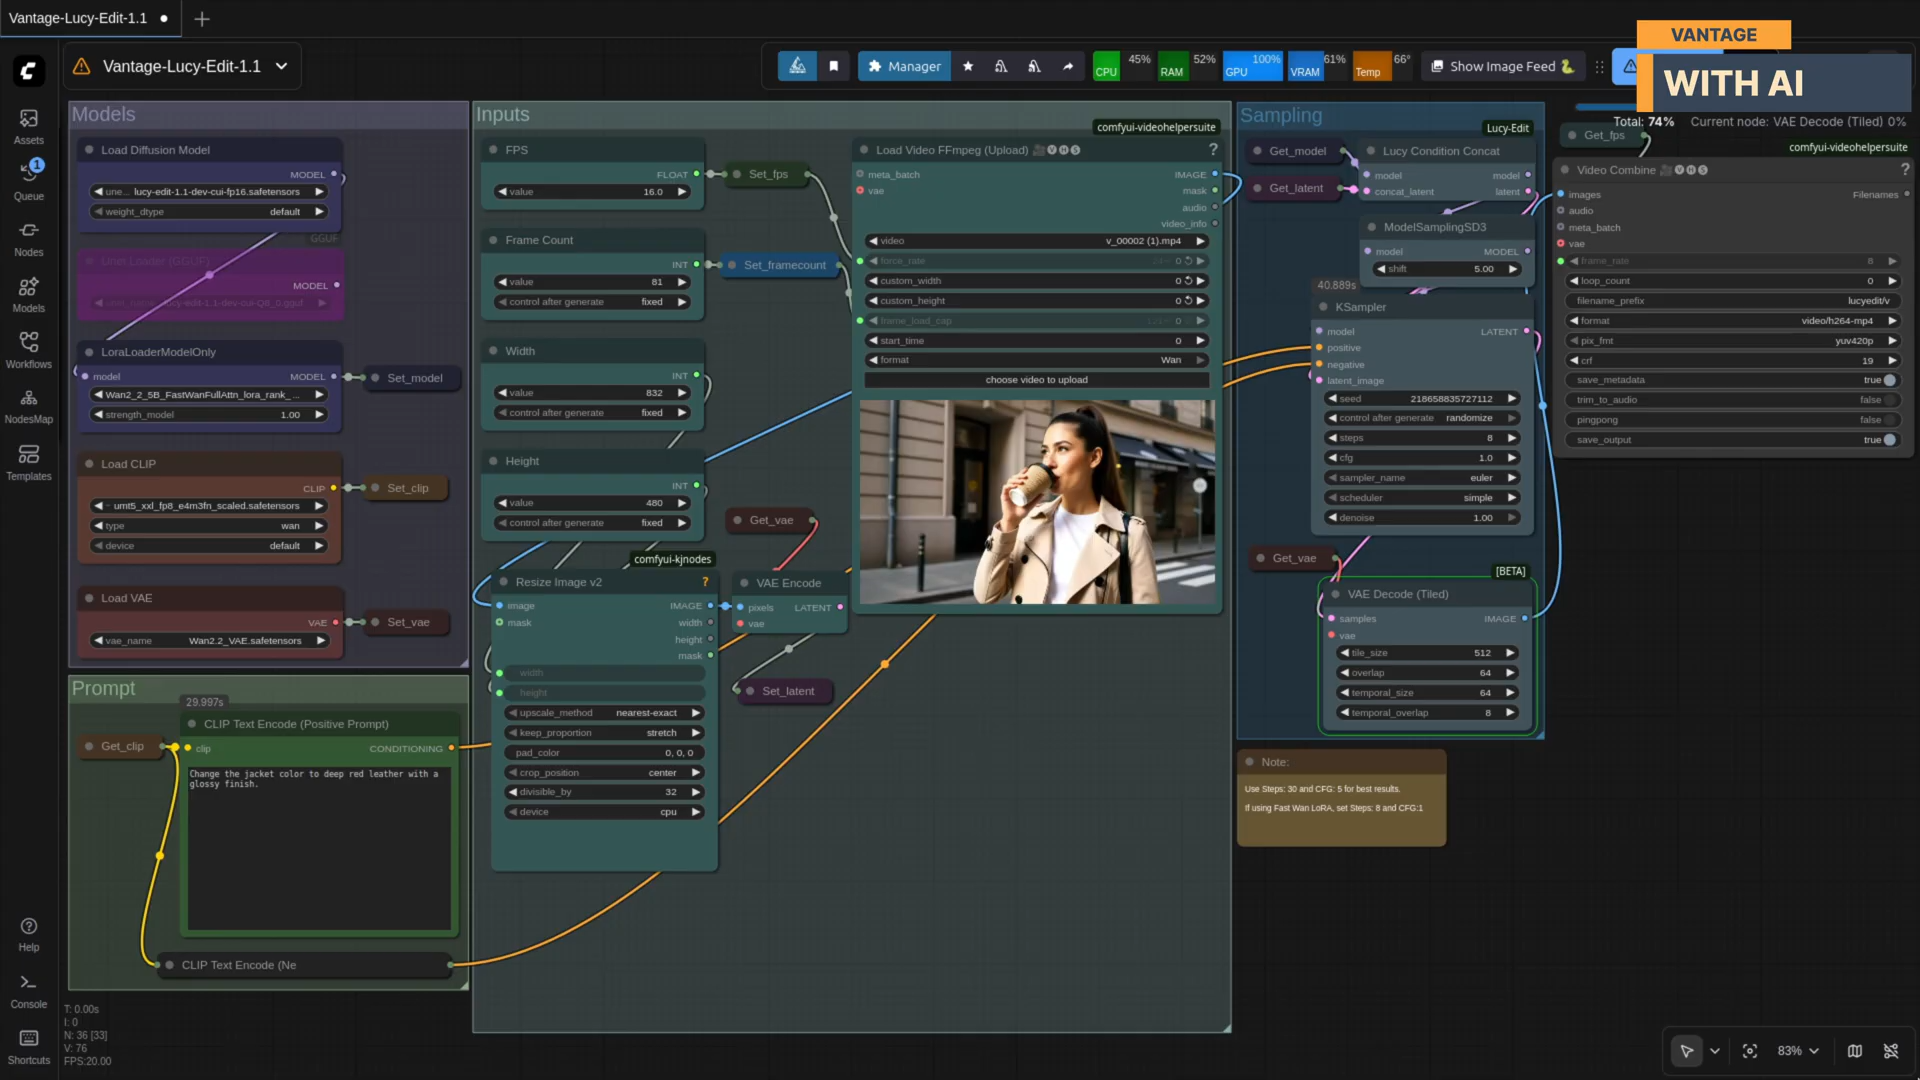 Vantage-Lucy-Edit-1.1
VANTAGE
WITH AI
Vantage-Lucy-Edit-1.1
Manager
CPU 45%
RAM 52%
GPU 100%
VRAM 61%
Temp 66°
Show Image Feed
Total: 74% Current node: VAE Decode (Tiled) 0%
Assets
Queue 1
Nodes
Models
Workflows
NodesMap
Templates
Help
Console
Shortcuts
Models
Load Diffusion Model
MODEL
une... lucy-edit-1.1-dev-cui-fp16.safetensors
weight_dtype default
GGUF
Unet Loader (GGUF)
MODEL
lucy-edit-1.1-dev-cui-Q8_0.gguf
LoraLoaderModelOnly
model MODEL
Wan2_2_5B_FastWanFullAttn_lora_rank_...
strength_model 1.00
Set_model
Load CLIP
CLIP
umt5_xxl_fp8_e4m3fn_scaled.safetensors
type wan
device default
Set_clip
Load VAE
VAE
vae_name Wan2.2_VAE.safetensors
Set_vae
Prompt
29.997s
CLIP Text Encode (Positive Prompt)
Get_clip
clip CONDITIONING
Change the jacket color to deep red leather with a
glossy finish.
CLIP Text Encode (Ne
T: 0.00s
I: 0
N: 36 [33]
V: 76
FPS:20.00
Inputs
FPS
FLOAT
value 16.0
Set_fps
Frame Count
INT
value 81
control after generate fixed
Set_framecount
Width
INT
value 832
control after generate fixed
Height
INT
value 480
control after generate fixed
comfyui-kjnodes
Resize Image v2 ?
image IMAGE
mask width
height
mask
width
height
upscale_method nearest-exact
keep_proportion stretch
pad_color 0, 0, 0
crop_position center
divisible_by 32
device cpu
Get_vae
VAE Encode
pixels LATENT
vae
Set_latent
comfyui-videohelpersuite
Load Video FFmpeg (Upload) VHS ?
meta_batch IMAGE
vae mask
audio
video_info
video v_00002 (1).mp4
force_rate 0
custom_width 0
custom_height 0
frame_load_cap 0
start_time 0
format Wan
choose video to upload
Sampling
Lucy-Edit
Get_model
Get_latent
Lucy Condition Concat
model model
concat_latent latent
ModelSamplingSD3
model MODEL
shift 5.00
40.889s
KSampler
model LATENT
positive
negative
latent_image
seed 218658835727112
control after generate randomize
steps 8
cfg 1.0
sampler_name euler
scheduler simple
denoise 1.00
Get_vae
[BETA]
VAE Decode (Tiled)
samples IMAGE
vae
tile_size 512
overlap 64
temporal_size 64
temporal_overlap 8
Note:
Use Steps: 30 and CFG: 5 for best results.
If using Fast Wan LoRA, set Steps: 8 and CFG:1
Get_fps
comfyui-videohelpersuite
Video Combine VHS ?
images Filenames
audio
meta_batch
vae
frame_rate 8
loop_count 0
filename_prefix lucyedit/v
format video/h264-mp4
pix_fmt yuv420p
crf 19
save_metadata true
trim_to_audio false
pingpong false
save_output true
83%